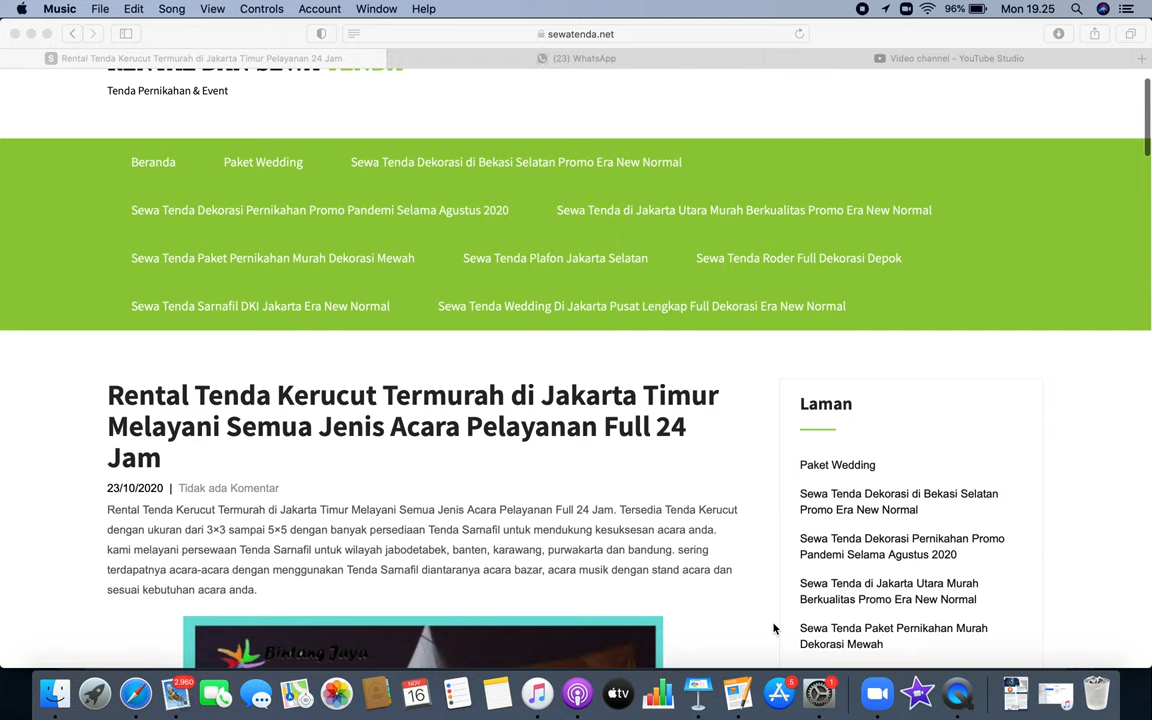 Music File Edit Song View Controls Account Window Help 96% Mon 19.25
sewatenda.net
Rental Tenda Kerucut Termurah di Jakarta Timur Pelayanan 24 Jam
(23) WhatsApp
Video channel - YouTube Studio
Tenda Pernikahan & Event
Beranda Paket Wedding Sewa Tenda Dekorasi di Bekasi Selatan Promo Era New Normal
Sewa Tenda Dekorasi Pernikahan Promo Pandemi Selama Agustus 2020 Sewa Tenda di Jakarta Utara Murah Berkualitas Promo Era New Normal
Sewa Tenda Paket Pernikahan Murah Dekorasi Mewah Sewa Tenda Plafon Jakarta Selatan Sewa Tenda Roder Full Dekorasi Depok
Sewa Tenda Sarnafil DKI Jakarta Era New Normal Sewa Tenda Wedding Di Jakarta Pusat Lengkap Full Dekorasi Era New Normal
Rental Tenda Kerucut Termurah di Jakarta Timur
Melayani Semua Jenis Acara Pelayanan Full 24
Jam
23/10/2020 | Tidak ada Komentar
Rental Tenda Kerucut Termurah di Jakarta Timur Melayani Semua Jenis Acara Pelayanan Full 24 Jam. Tersedia Tenda Kerucut
dengan ukuran dari 3×3 sampai 5×5 dengan banyak persediaan Tenda Sarnafil untuk mendukung kesuksesan acara anda.
kami melayani persewaan Tenda Sarnafil untuk wilayah jabodetabek, banten, karawang, purwakarta dan bandung. sering
terdapatnya acara-acara dengan menggunakan Tenda Sarnafil diantaranya acara bazar, acara musik dengan stand acara dan
sesuai kebutuhan acara anda.
Bintang Jaya
Laman
Paket Wedding
Sewa Tenda Dekorasi di Bekasi Selatan
Promo Era New Normal
Sewa Tenda Dekorasi Pernikahan Promo
Pandemi Selama Agustus 2020
Sewa Tenda di Jakarta Utara Murah
Berkualitas Promo Era New Normal
Sewa Tenda Paket Pernikahan Murah
Dekorasi Mewah
2.960
NOV
16
tv
5
1